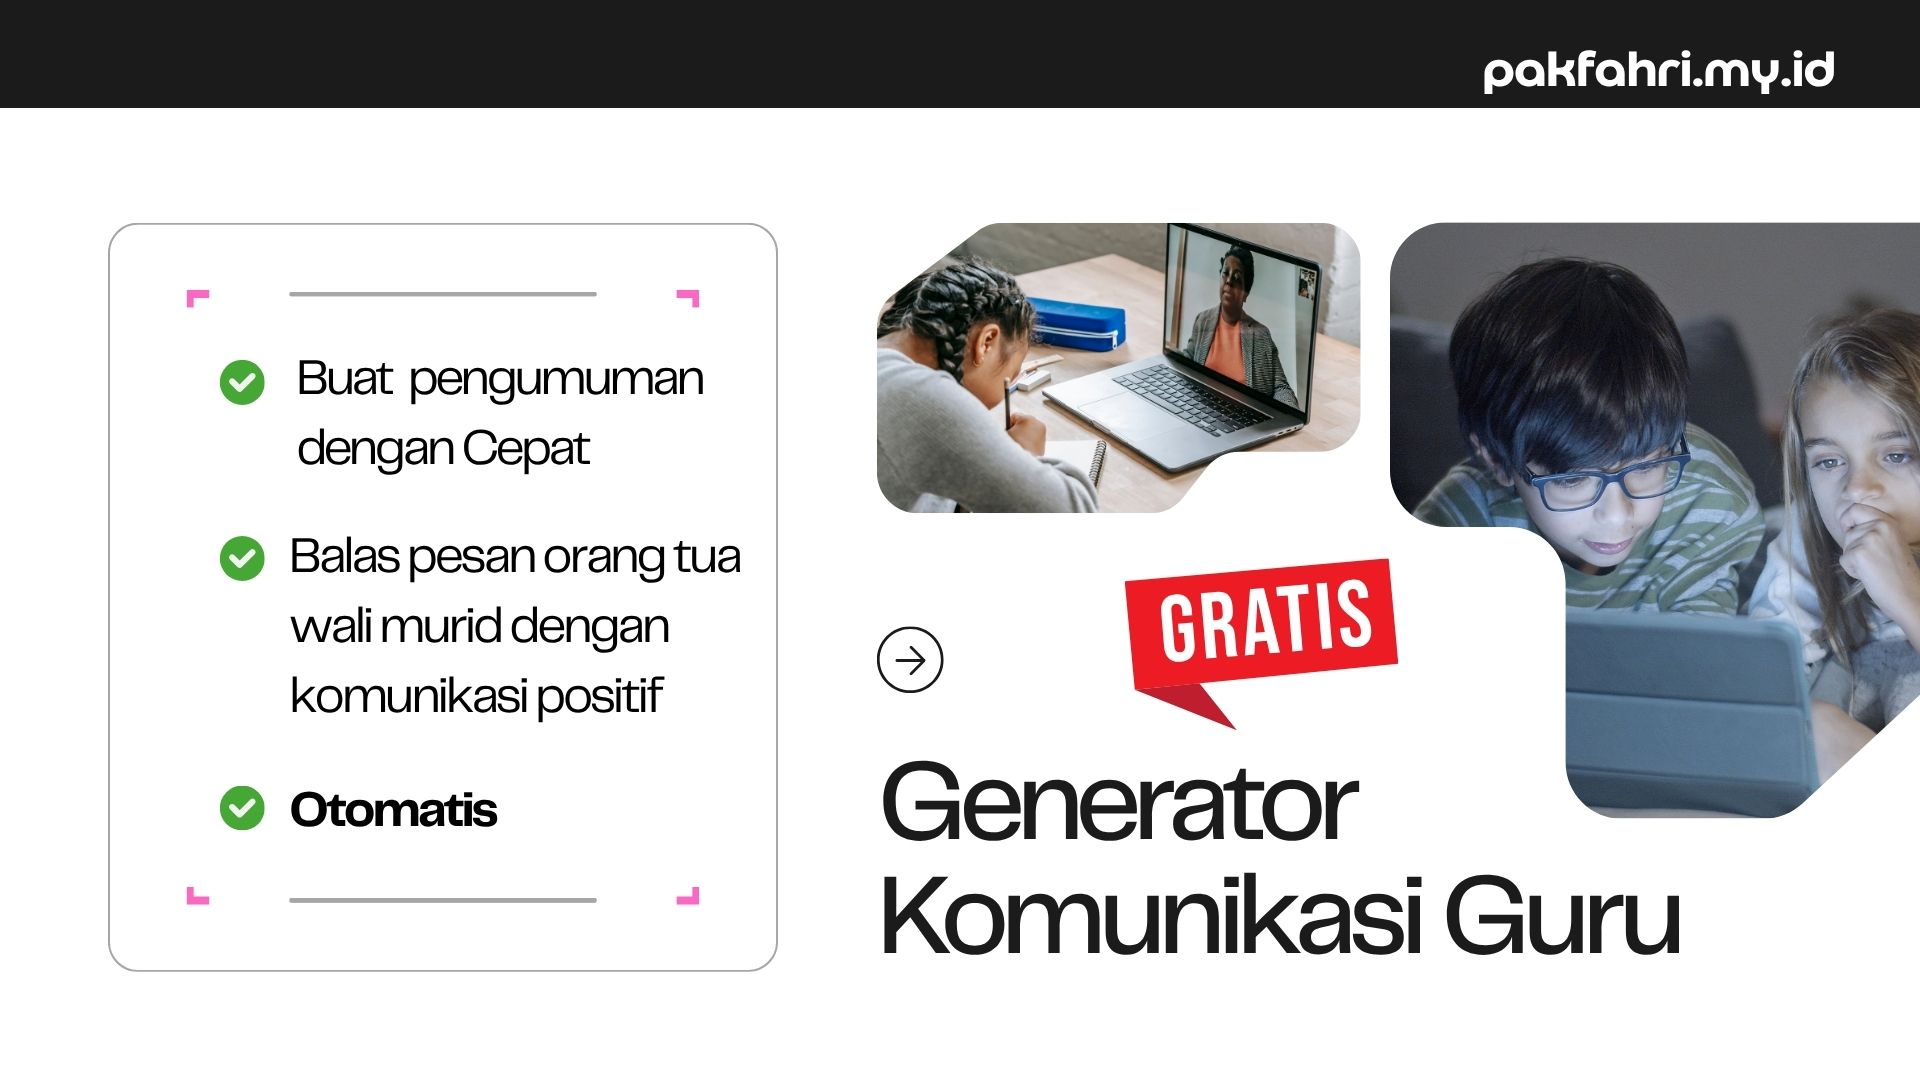 pakfahri.my.id
Buat pengumuman
dengan Cepat
Balas pesan orang tua
wali murid dengan
komunikasi positif
Otomatis
GRATIS
Generator
Komunikasi Guru